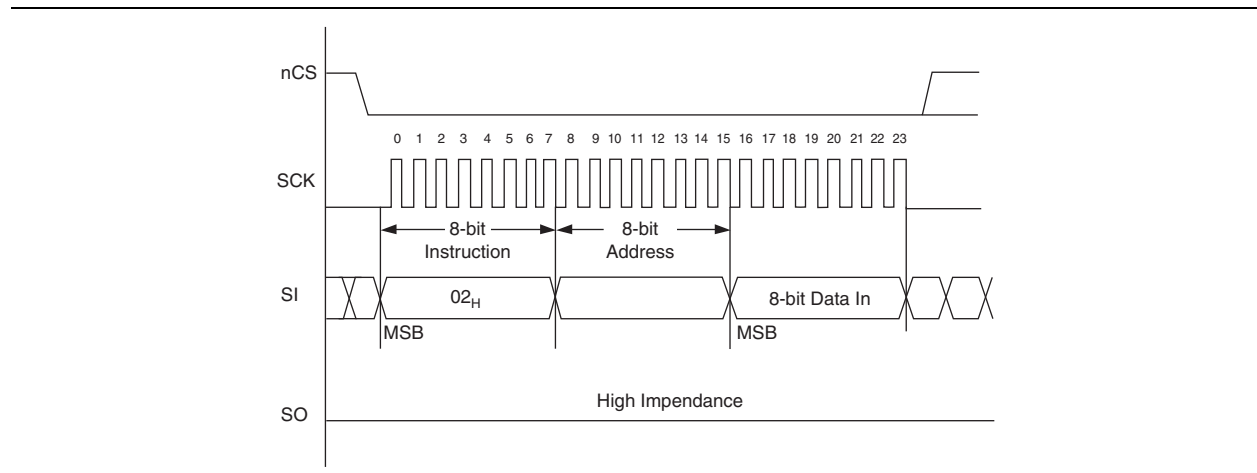 nCS
0 1 2 3 4 5 6 7 8 9 10 11 12 13 14 15 16 17 18 19 20 21 22 23
SCK
8-bit
Instruction
8-bit
Address
SI
02H
8-bit Data In
MSB
MSB
High Impendance
SO